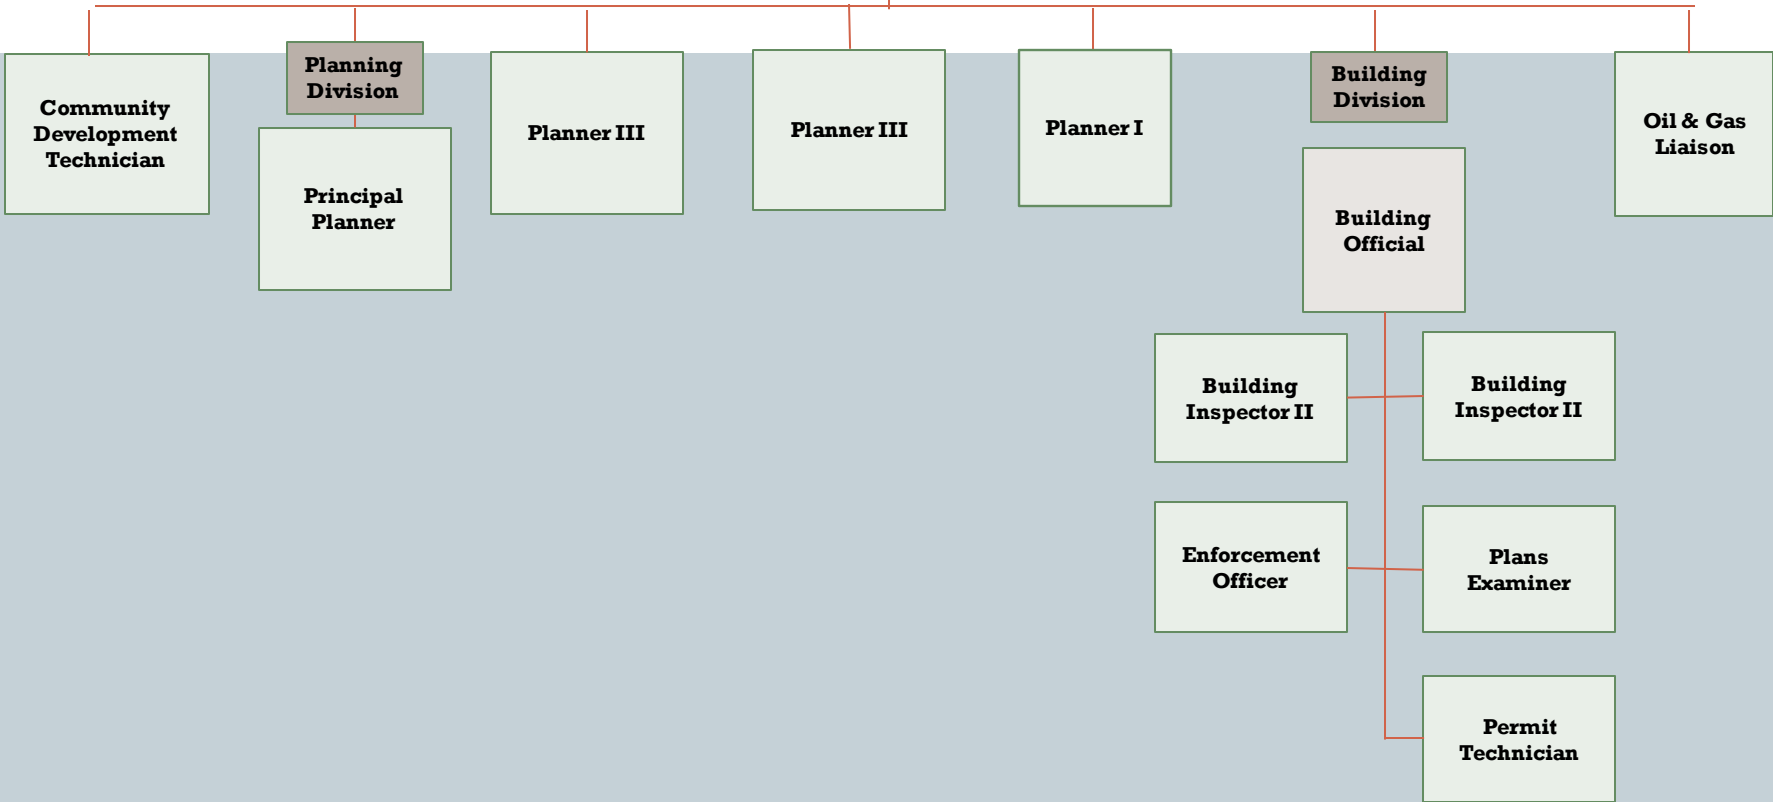 Community
Development
Technician
Planning
Division
Principal
Planner
Planner III
Planner III
Planner I
Building
Division
Building
Official
Oil & Gas
Liaison
Building
Inspector II
Building
Inspector II
Enforcement
Officer
Plans
Examiner
Permit
Technician